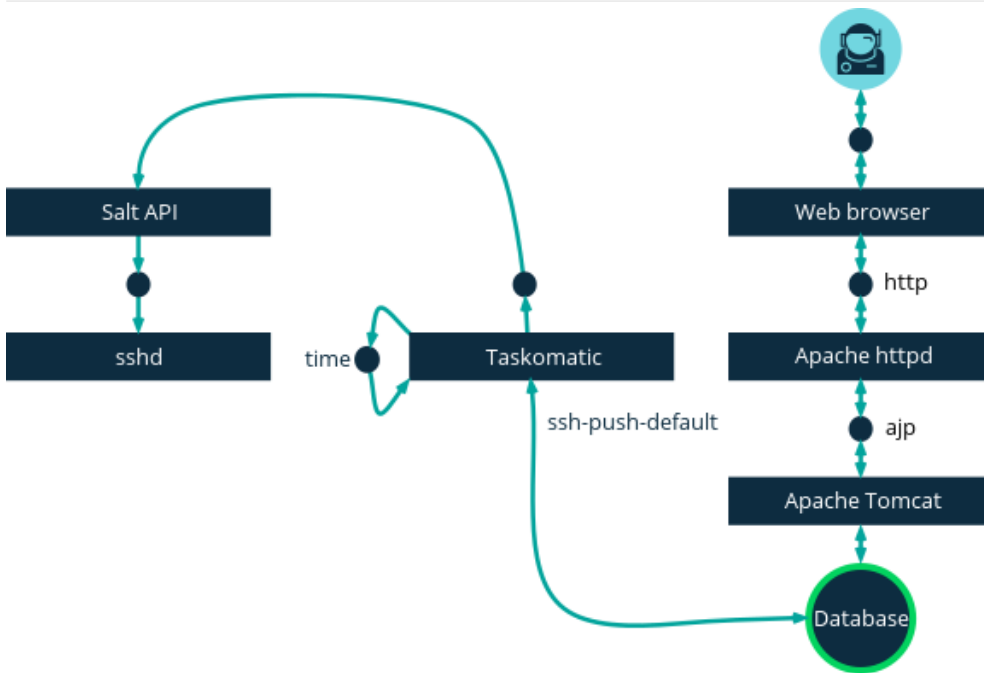 Salt API
Web browser
http
sshd
time
Taskomatic
Apache httpd
ssh-push-default
ajp
Apache Tomcat
Database